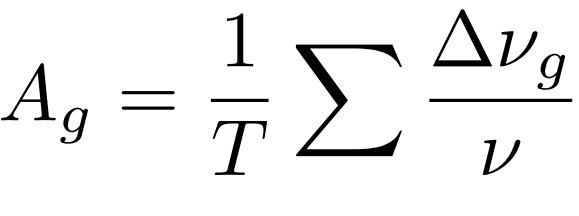 A_g = \frac{1}{T} \sum \frac{\Delta \nu_g}{\nu}